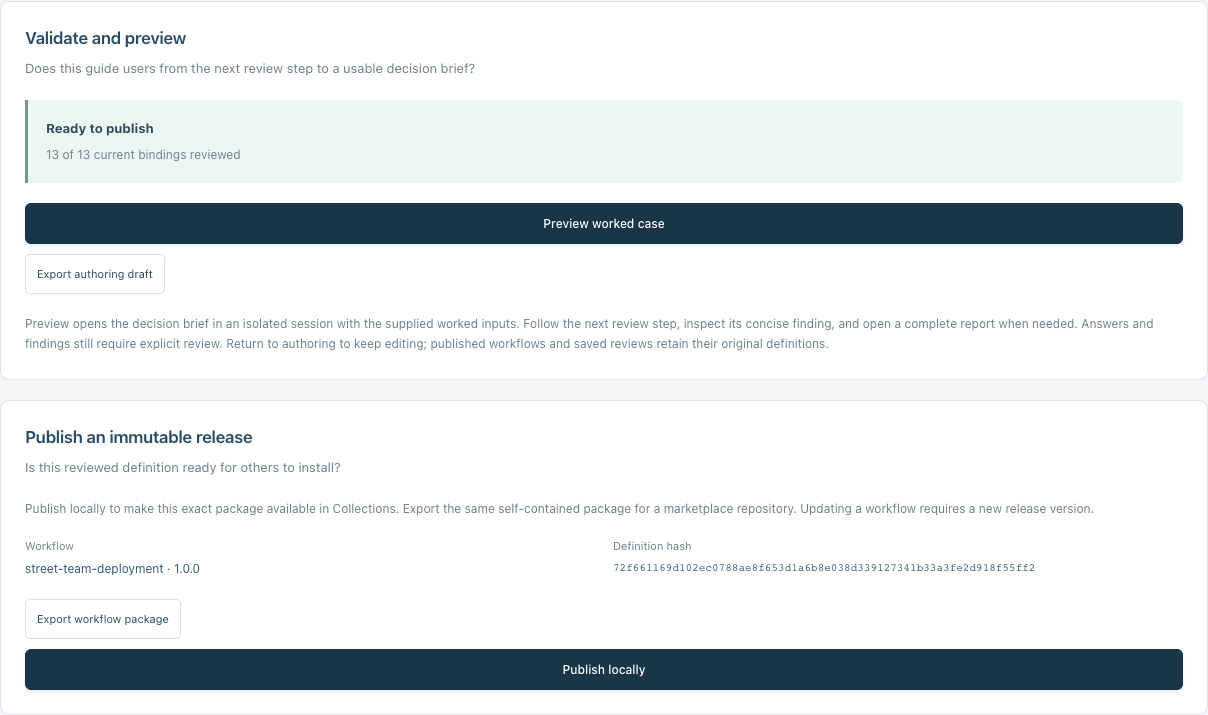 Validate and preview
Does this guide users from the next review step to a usable decision brief?
Ready to publish
13 of 13 current bindings reviewed
Preview worked case
Export authoring draft
Preview opens the decision brief in an isolated session with the supplied worked inputs. Follow the next review step, inspect its concise finding, and open a complete report when needed. Answers and
findings still require explicit review. Return to authoring to keep editing; published workflows and saved reviews retain their original definitions.
Publish an immutable release
Is this reviewed definition ready for others to install?
Publish locally to make this exact package available in Collections. Export the same self-contained package for a marketplace repository. Updating a workflow requires a new release version.
Workflow
street-team-deployment · 1.0.0
Definition hash
72f661169d102ec0788ae8f653d1a6b8e038d339127341b33a3fe2d918f55ff2
Export workflow package
Publish locally